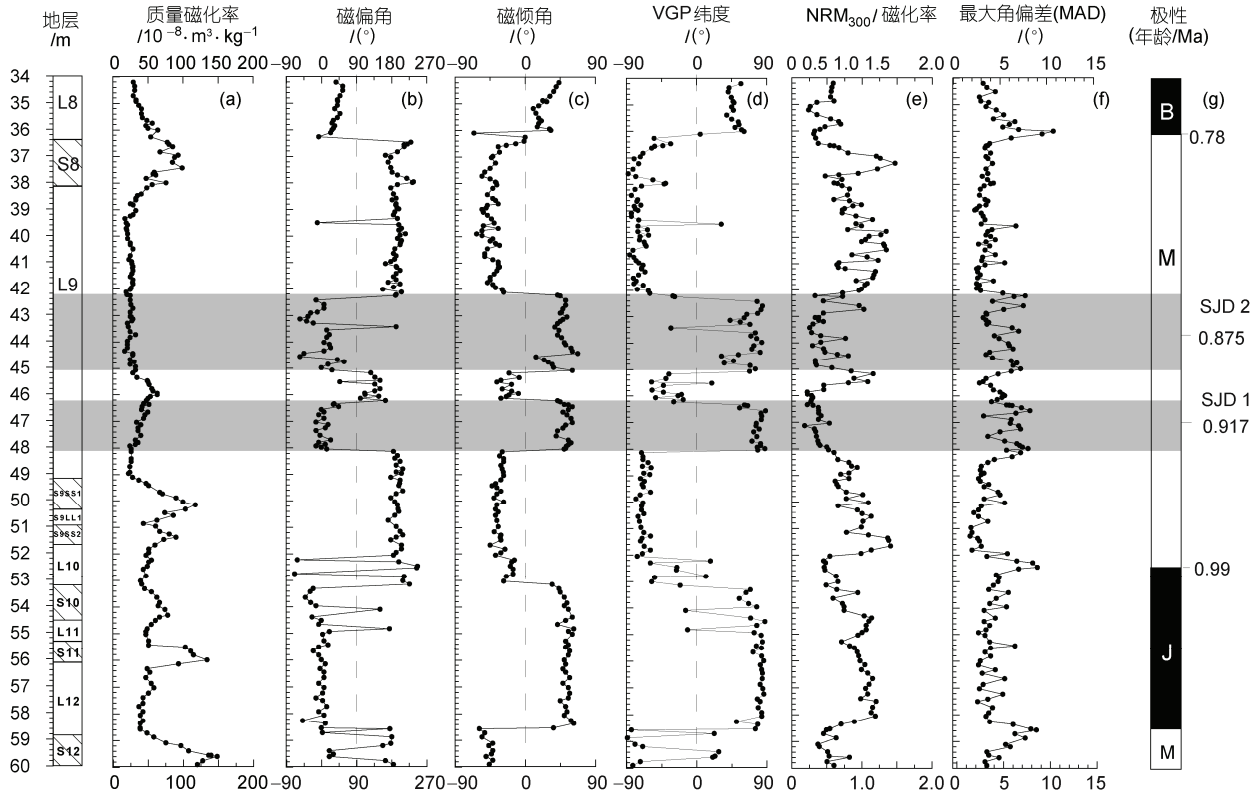 地层
/m
质量磁化率
/10⁻⁸·m³·kg⁻¹
磁偏角
/(°)
磁倾角
/(°)
VGP 纬度
/(°)
NRM₃₀₀/ 磁化率
最大角偏差(MAD)
/(°)
极性
(年龄/Ma)
0 50 100 150 200
−90 0 90 180 270
−90 0 90
−90 0 90
0 0.5 1.0 1.5 2.0
0 5 10 15
(a)
(b)
(c)
(d)
(e)
(f)
(g)
34
35
36
37
38
39
40
41
42
43
44
45
46
47
48
49
50
51
52
53
54
55
56
57
58
59
60
L8
S8
L9
S9SS1
S9LL1
S9SS2
L10
S10
L11
S11
L12
S12
B
0.78
M
SJD 2
0.875
SJD 1
0.917
0.99
J
M
0 50 100 150 200
−90 0 90 180 270
−90 0 90
−90 0 90
0.0 1.0 2.0
0 5 10 15